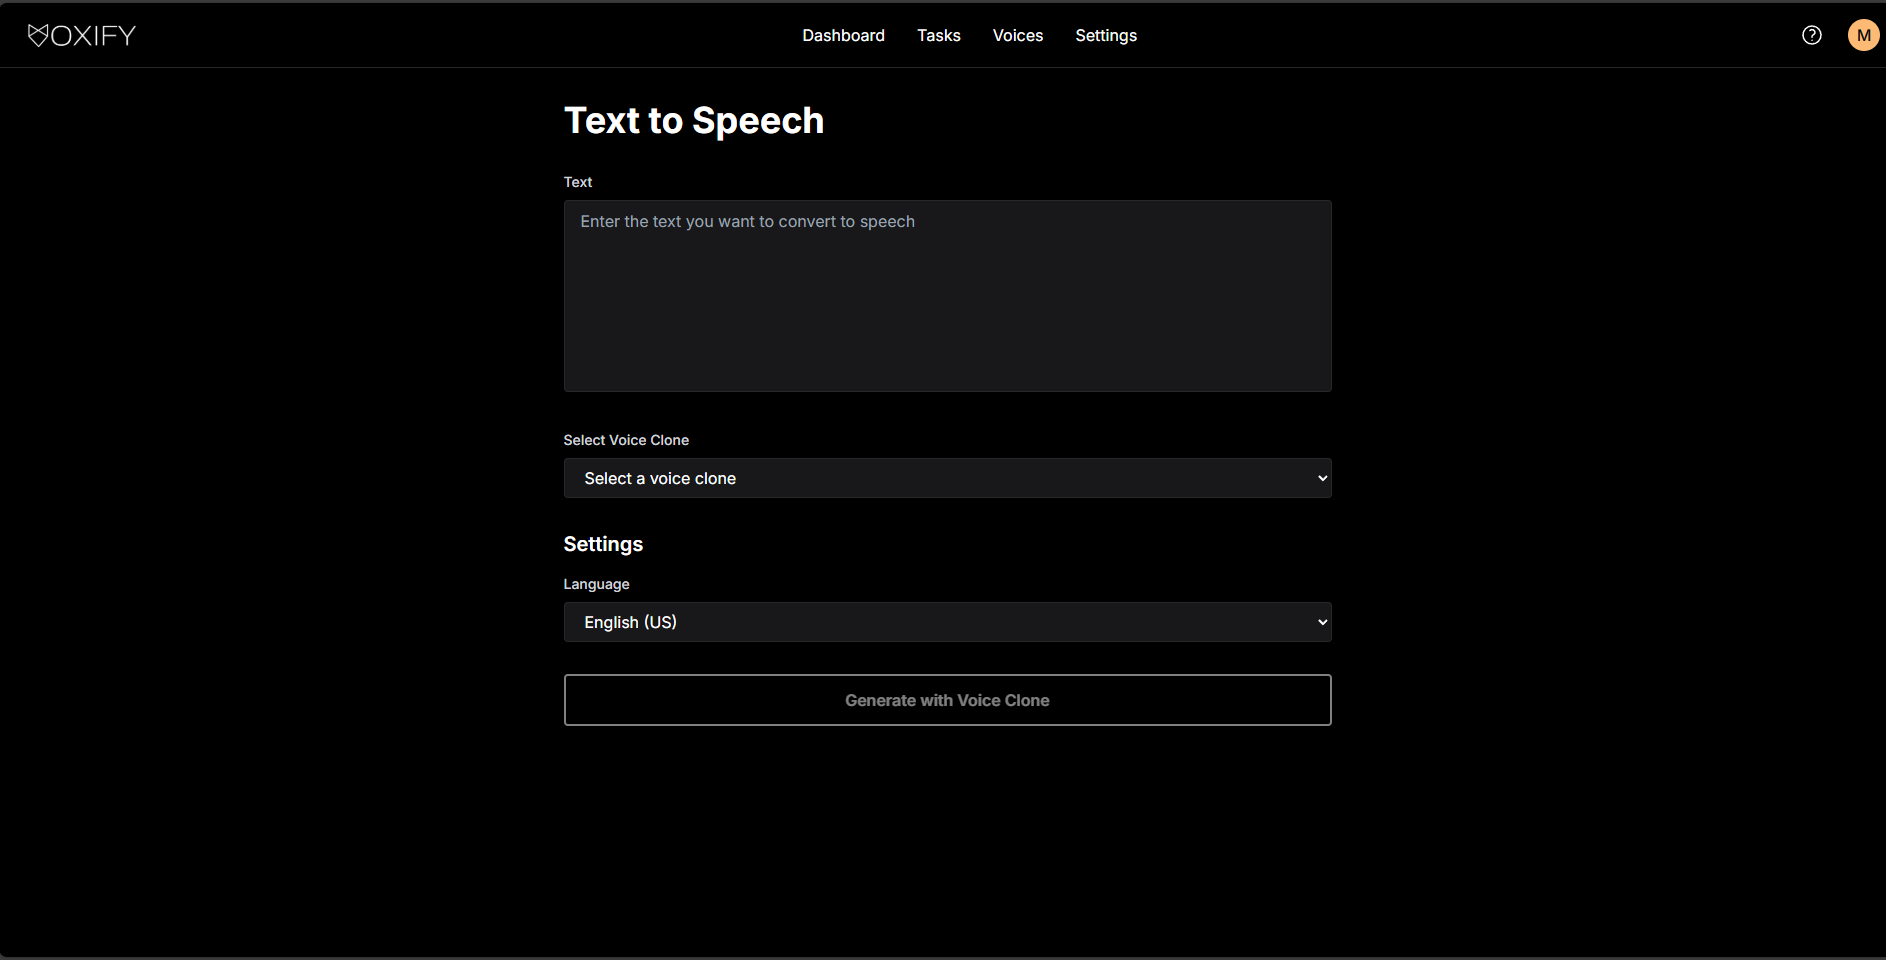 VOXIFY
Dashboard Tasks Voices Settings
? M
Text to Speech
Text
Enter the text you want to convert to speech
Select Voice Clone
Select a voice clone
Settings
Language
English (US)
Generate with Voice Clone